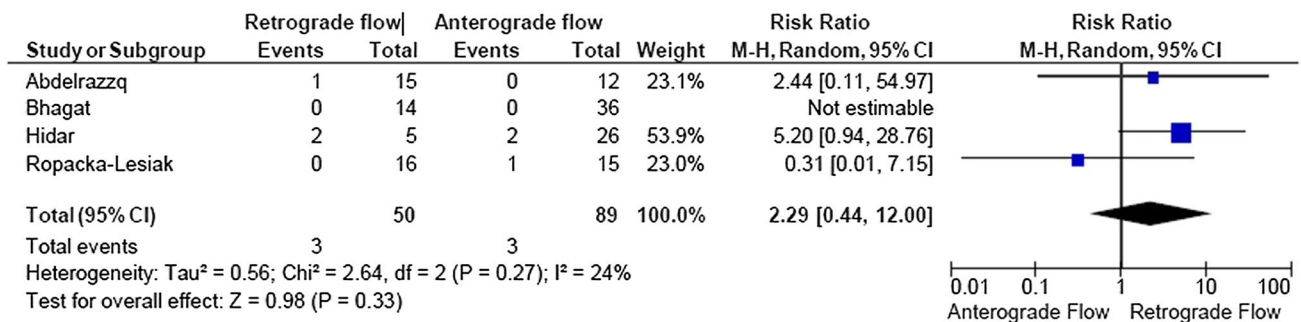 Retrograde flow Anterograde flow Risk Ratio Risk Ratio
Study or Subgroup Events Total Events Total Weight M-H, Random, 95% CI M-H, Random, 95% CI
Abdelrazzq 1 15 0 12 23.1% 2.44 [0.11, 54.97]
Bhagat 0 14 0 36 Not estimable
Hidar 2 5 2 26 53.9% 5.20 [0.94, 28.76]
Ropacka-Lesiak 0 16 1 15 23.0% 0.31 [0.01, 7.15]
Total (95% CI) 50 89 100.0% 2.29 [0.44, 12.00]
Total events 3 3
Heterogeneity: Tau² = 0.56; Chi² = 2.64, df = 2 (P = 0.27); I² = 24%
Test for overall effect: Z = 0.98 (P = 0.33)
0.01 0.1 1 10 100
Anterograde Flow Retrograde Flow